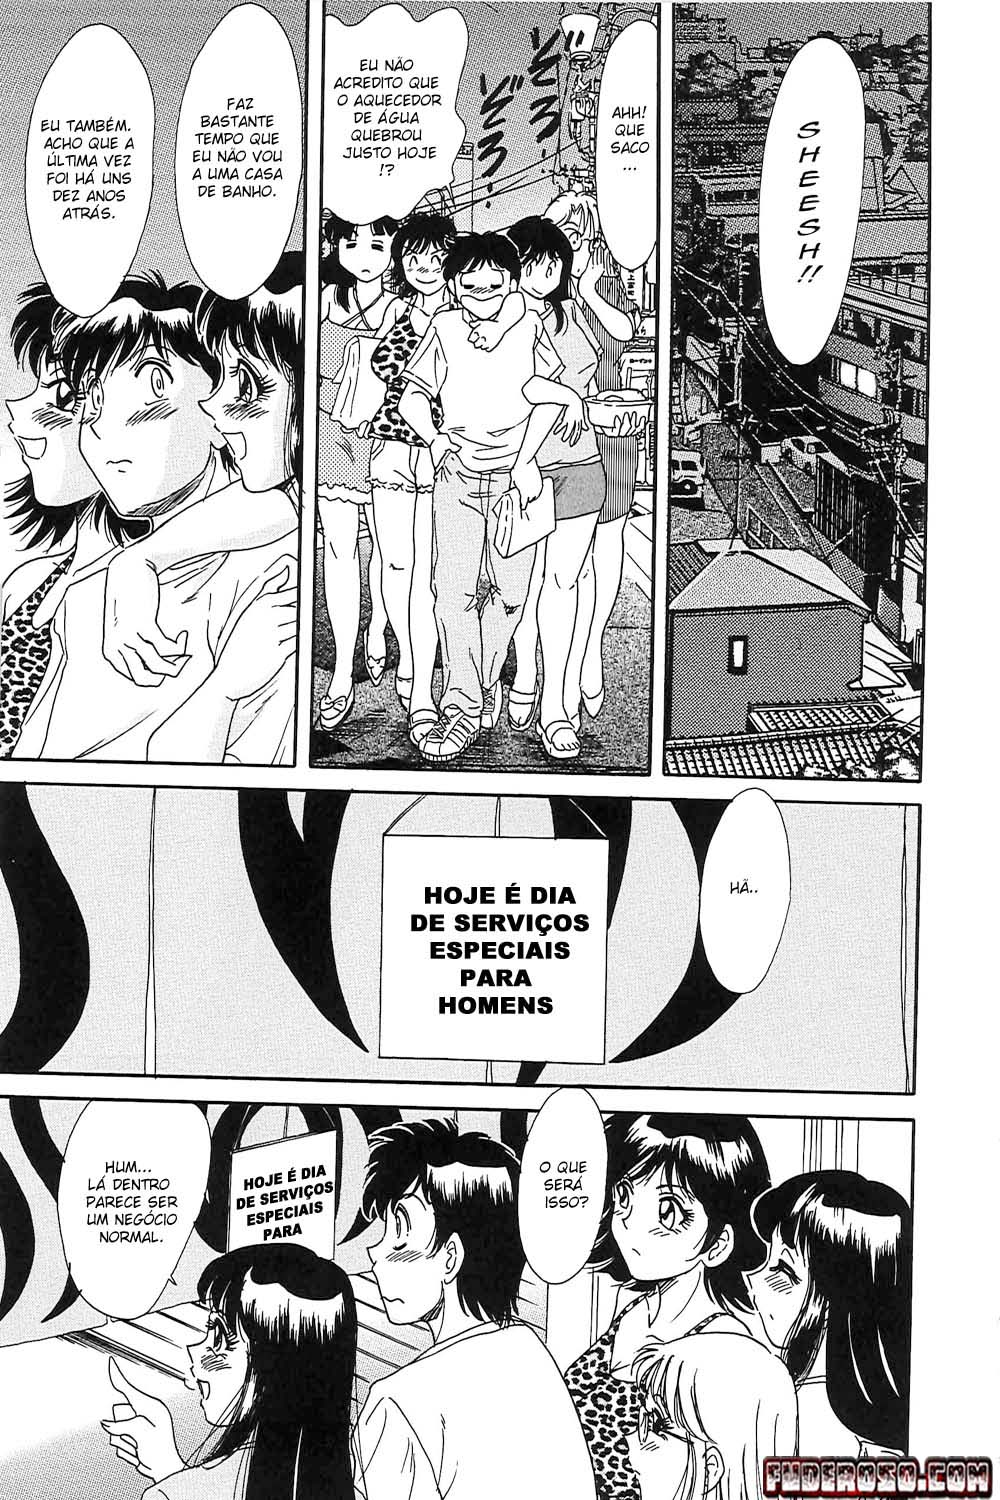 SHEESH!!
AHH!
QUE
SACO
...
EU NÃO
ACREDITO QUE
O AQUECEDOR
DE ÁGUA
QUEBROU
JUSTO HOJE
!?
ぞろ
ぞろ
FAZ
BASTANTE
TEMPO QUE
EU NÃO VOU
A UMA CASA
DE BANHO.
EU TAMBÉM.
ACHO QUE A
ÚLTIMA VEZ
FOI HÁ UNS
DEZ ANOS
ATRÁS.
HÃ..
HOJE É DIA
DE SERVIÇOS
ESPECIAIS
PARA
HOMENS
O QUE
SERÁ
ISSO?
HOJE É DIA
DE SERVIÇOS
ESPECIAIS
PARA
HUM...
LÁ DENTRO
PARECE SER
UM NEGÓCIO
NORMAL.
FUDEROSO.COM